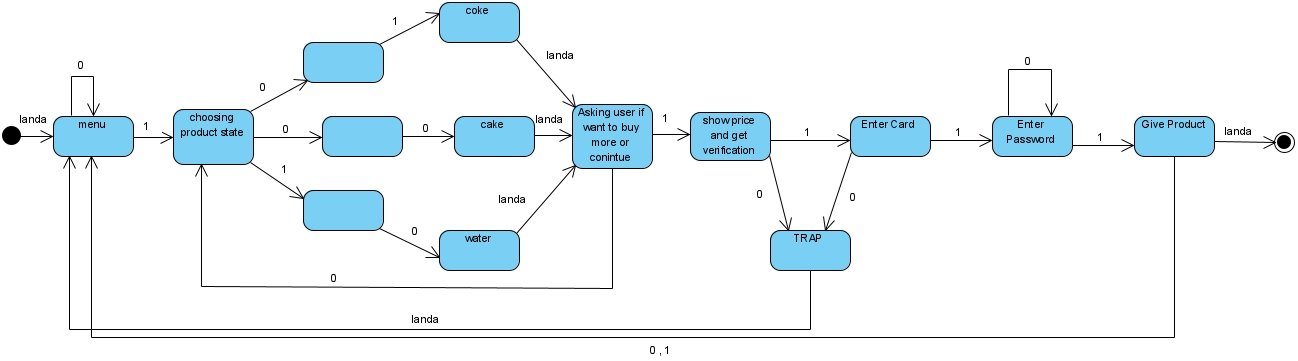 coke
1
landa
0
0
landa
menu
1
choosing
product state
0
0
cake
landa
Asking user if
want to buy
more or
conintue
1
show price
and get
verification
1
Enter Card
1
0
Enter
Password
1
Give Product
landa
1
0
water
landa
0
0
TRAP
0
landa
0 , 1